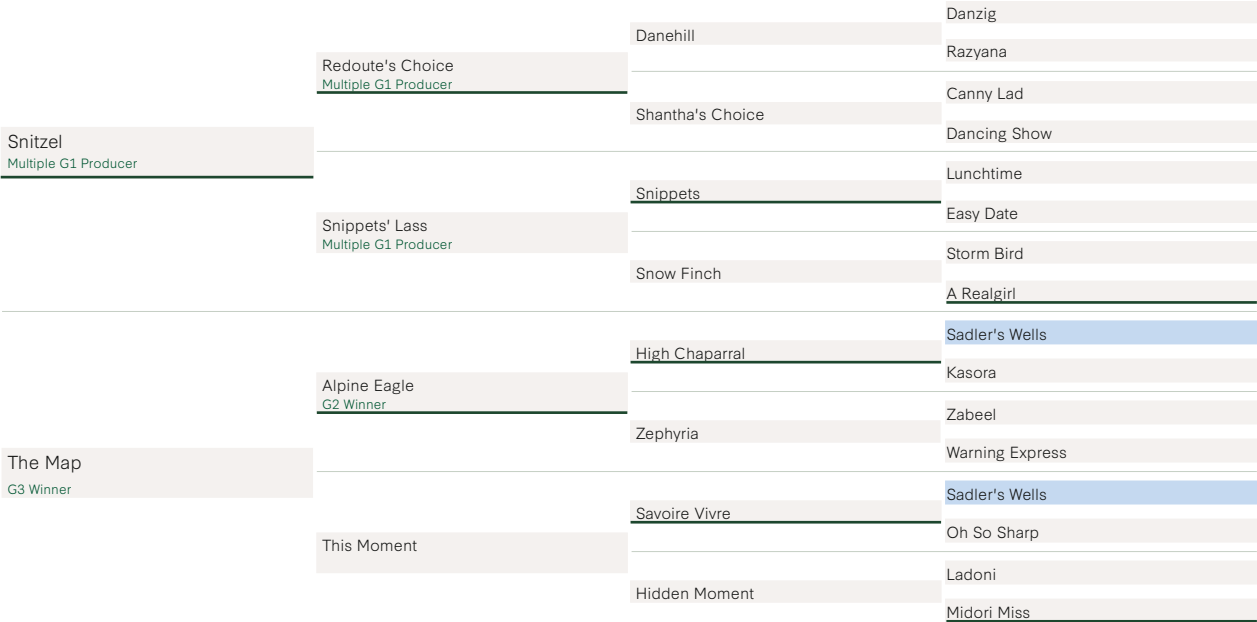 Snitzel
Multiple G1 Producer
Redoute's Choice
Multiple G1 Producer
Danehill
Danzig
Razyana
Shantha's Choice
Canny Lad
Dancing Show
Snippets' Lass
Multiple G1 Producer
Snippets
Lunchtime
Easy Date
Snow Finch
Storm Bird
A Realgirl
The Map
G3 Winner
Alpine Eagle
G2 Winner
High Chaparral
Sadler's Wells
Kasora
Zephyria
Zabeel
Warning Express
This Moment
Savoire Vivre
Sadler's Wells
Oh So Sharp
Hidden Moment
Ladoni
Midori Miss